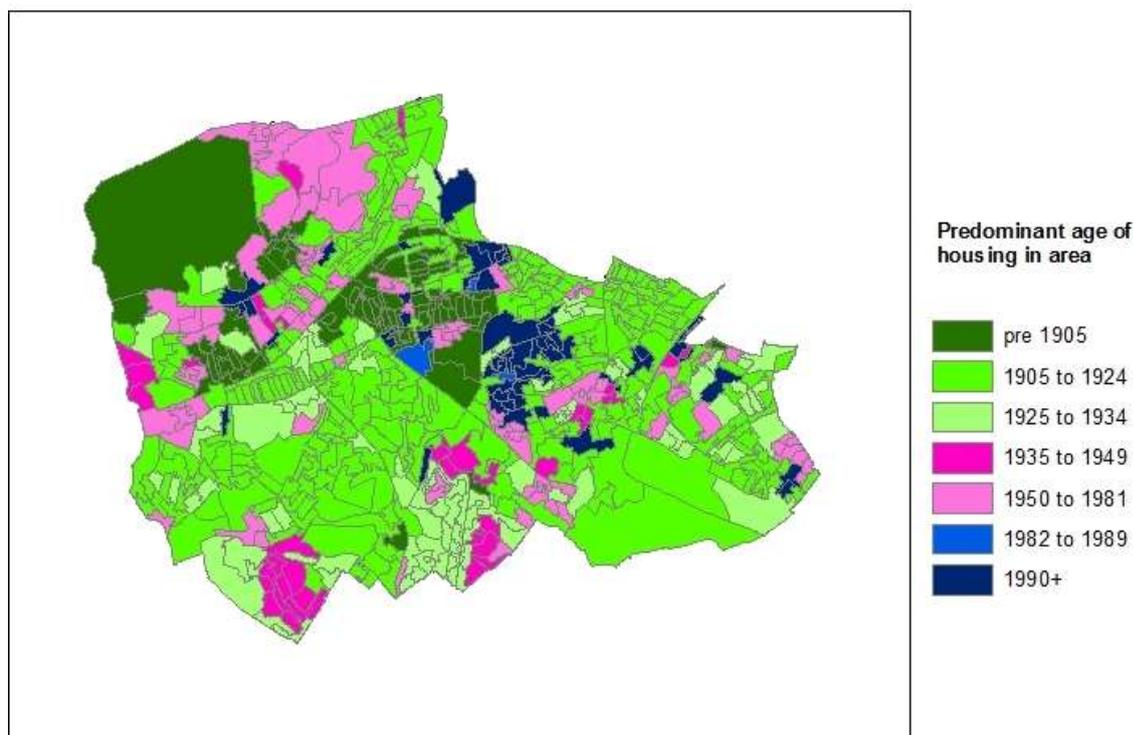 Predominant age of
housing in area
pre 1905
1905 to 1924
1925 to 1934
1935 to 1949
1950 to 1981
1982 to 1989
1990+